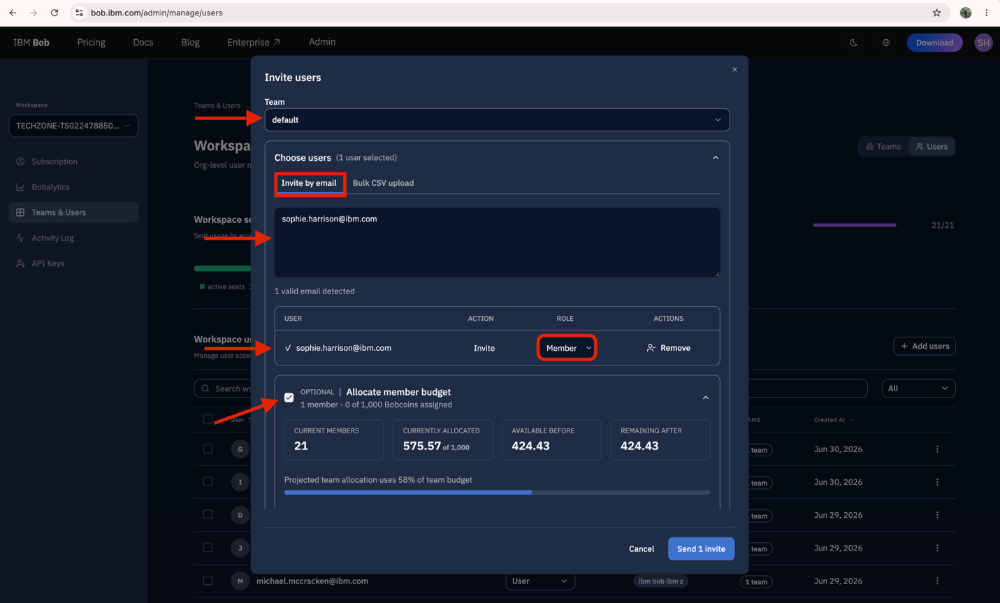 bob.ibm.com/admin/manage/users
IBM Bob Pricing Docs Blog Enterprise ↗ Admin Download SH
Workspace
TECHZONE-TS022478850...
Subscription
Bobalytics
Teams & Users
Activity Log
API Keys
Teams & Users
Workspa
Org-level user m
Teams Users
Workspace se
Seat usage by acce
21/21
active seats
Workspace us
Manage user acces
+ Add users
Search wo
All
User ↑
AMS Created At
G 1 team Jun 30, 2026
I 1 team Jun 30, 2026
D 1 team Jun 29, 2026
J 1 team Jun 29, 2026
M michael.mccracken@ibm.com User ibm bob ibm z 1 team Jun 29, 2026
Invite users
Team
default
Choose users (1 user selected)
Invite by email Bulk CSV upload
sophie.harrison@ibm.com
1 valid email detected
USER ACTION ROLE ACTIONS
sophie.harrison@ibm.com Invite Member Remove
OPTIONAL | Allocate member budget
1 member - 0 of 1,000 Bobcoins assigned
CURRENT MEMBERS CURRENTLY ALLOCATED AVAILABLE BEFORE REMAINING AFTER
21 575.57 of 1,000 424.43 424.43
Projected team allocation uses 58% of team budget
Cancel Send 1 invite